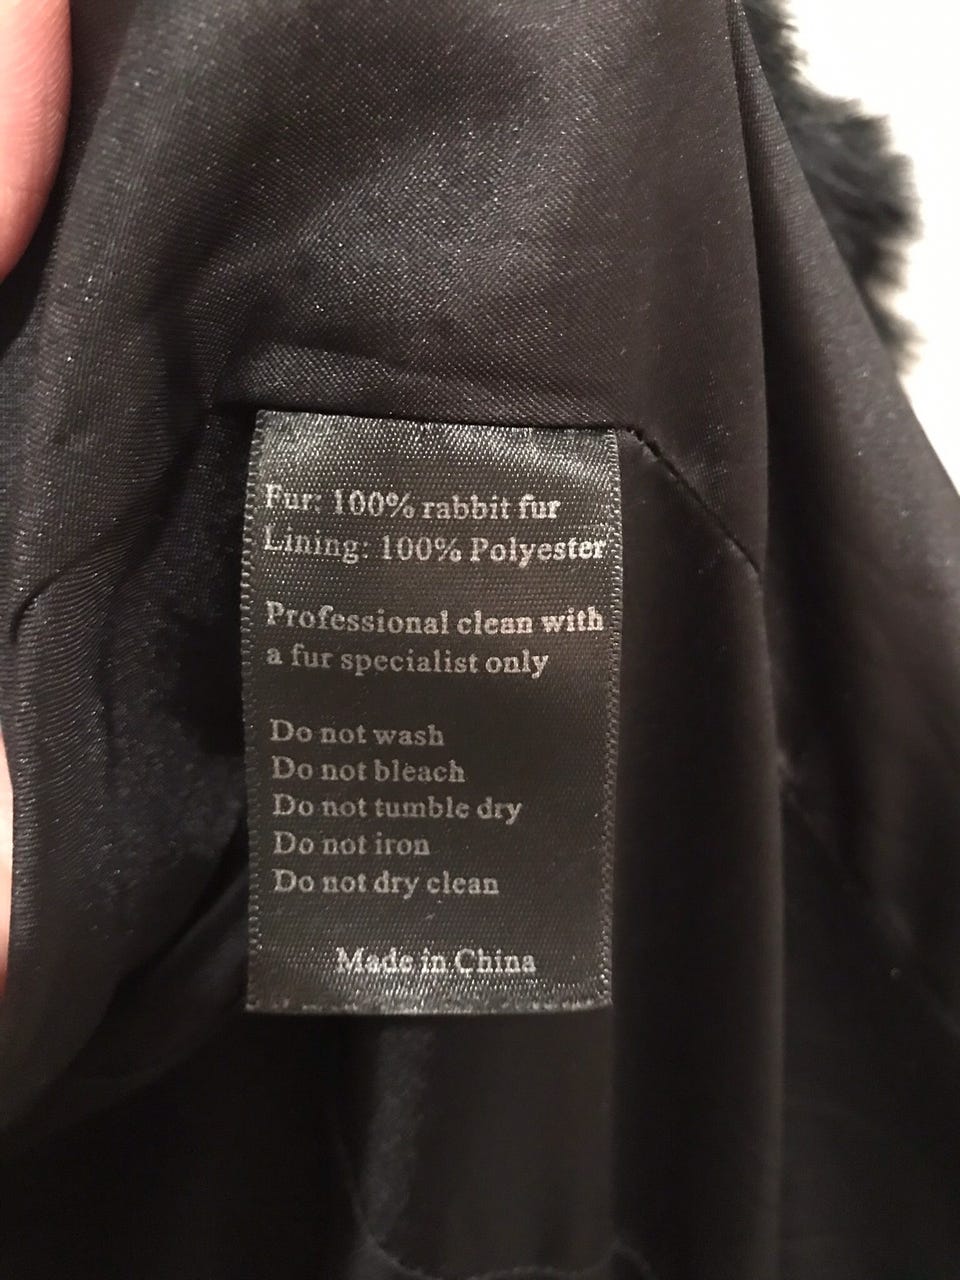 Fur: 100% rabbit fur
Lining: 100% Polyester
Professional clean with
a fur specialist only
Do not wash
Do not bleach
Do not tumble dry
Do not iron
Do not dry clean
Made in China